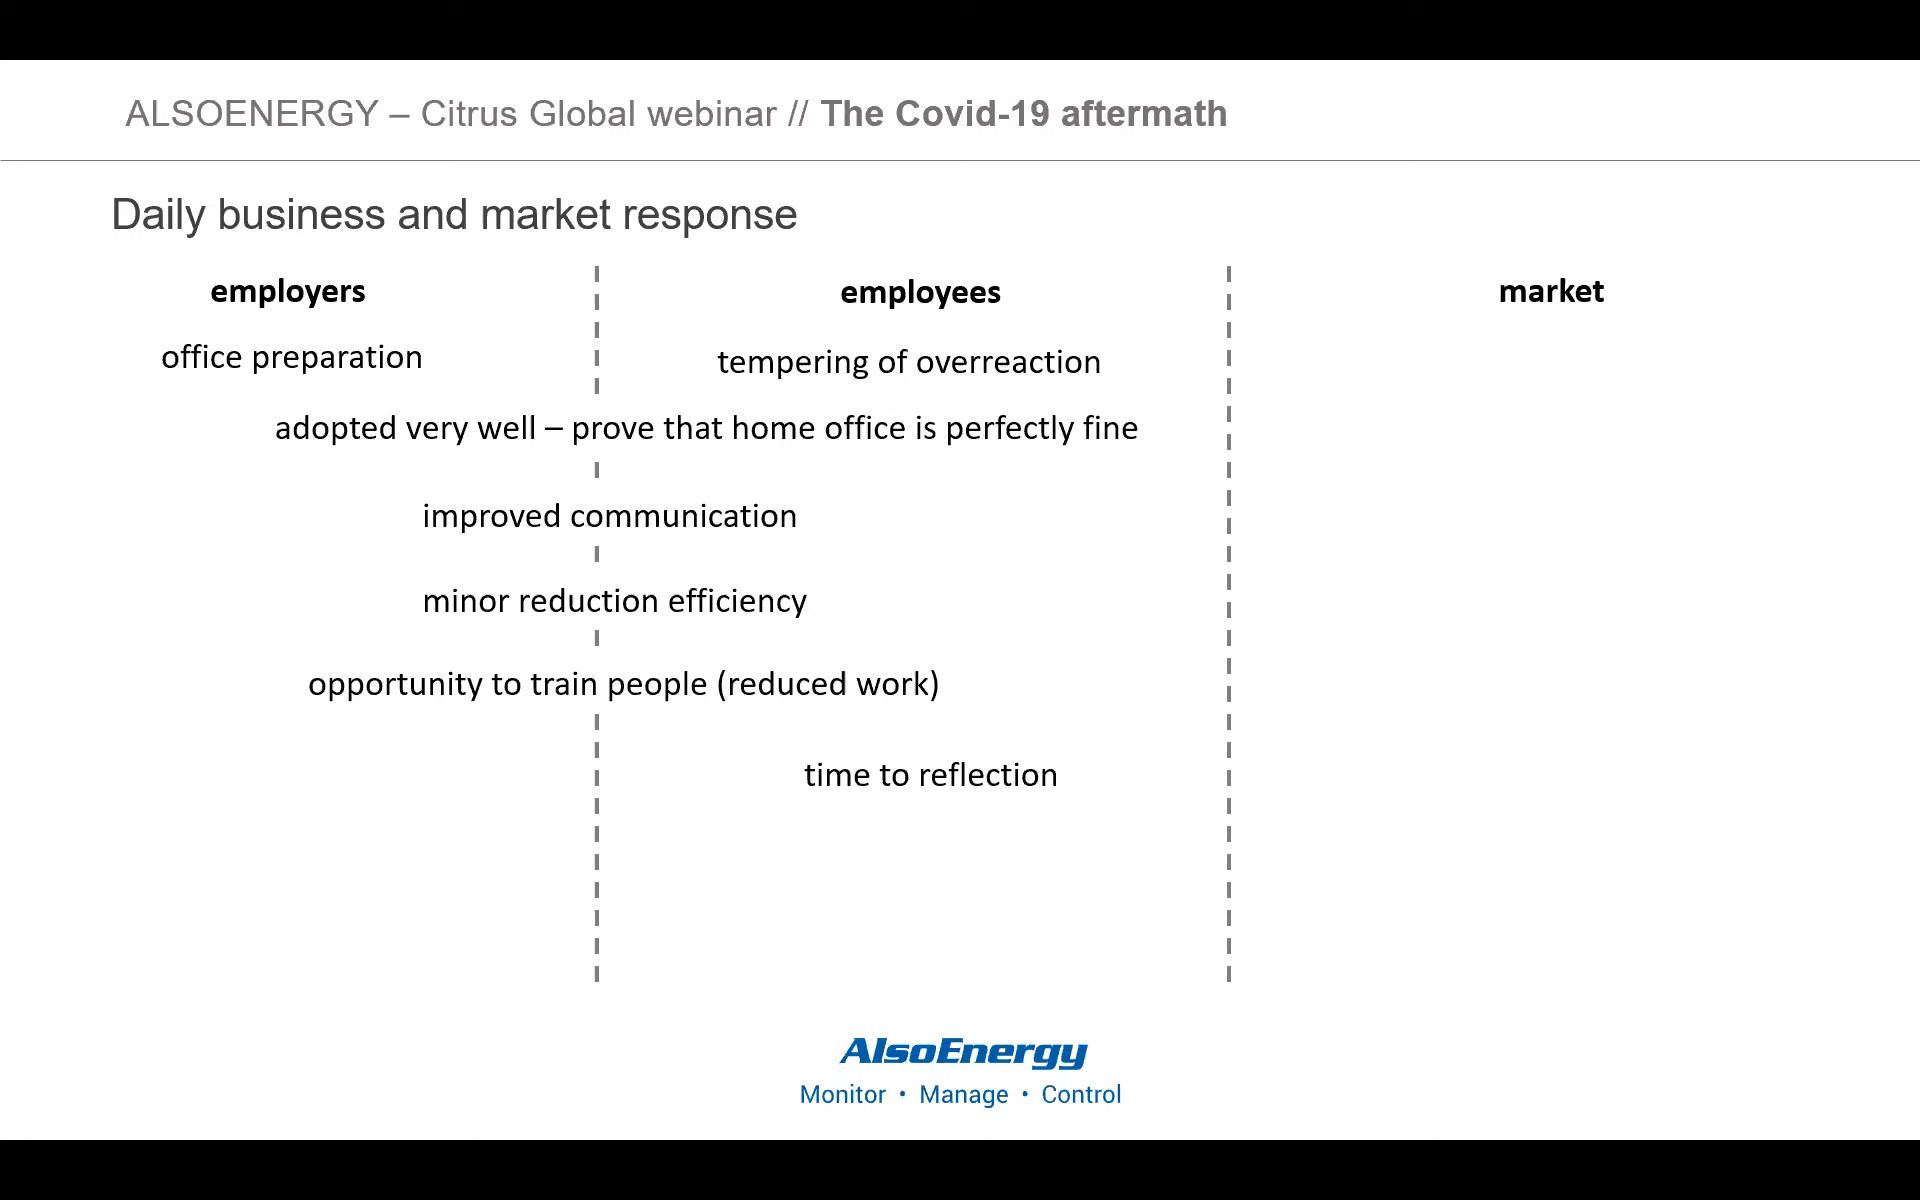 ALSOENERGY – Citrus Global webinar // The Covid-19 aftermath
Daily business and market response
employers
employees
market
office preparation
tempering of overreaction
adopted very well – prove that home office is perfectly fine
improved communication
minor reduction efficiency
opportunity to train people (reduced work)
time to reflection
AlsoEnergy
Monitor • Manage • Control